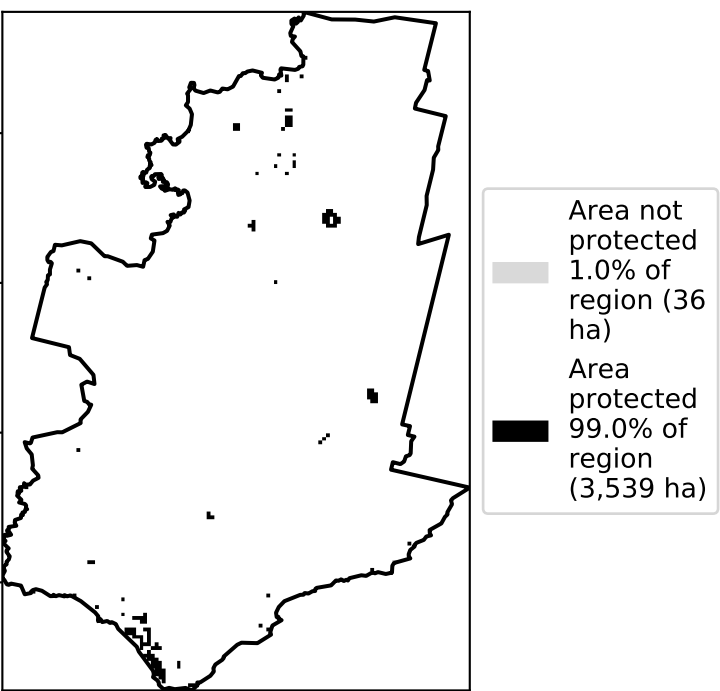 Area not
protected
1.0% of
region (36
ha)
Area
protected
99.0% of
region
(3,539 ha)